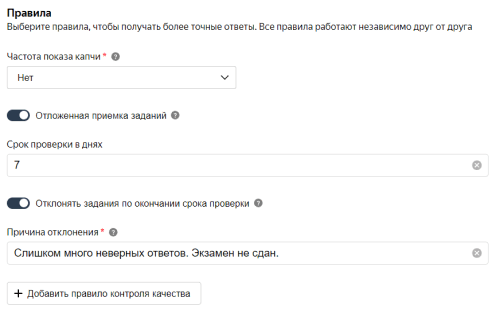 Правила
Выберите правила, чтобы получать более точные ответы. Все правила работают независимо друг от друга
Частота показа капчи * ?
Нет
Отложенная приемка заданий ?
Срок проверки в днях
7
Отклонять задания по окончании срока проверки ?
Причина отклонения * ?
Слишком много неверных ответов. Экзамен не сдан.
+ Добавить правило контроля качества